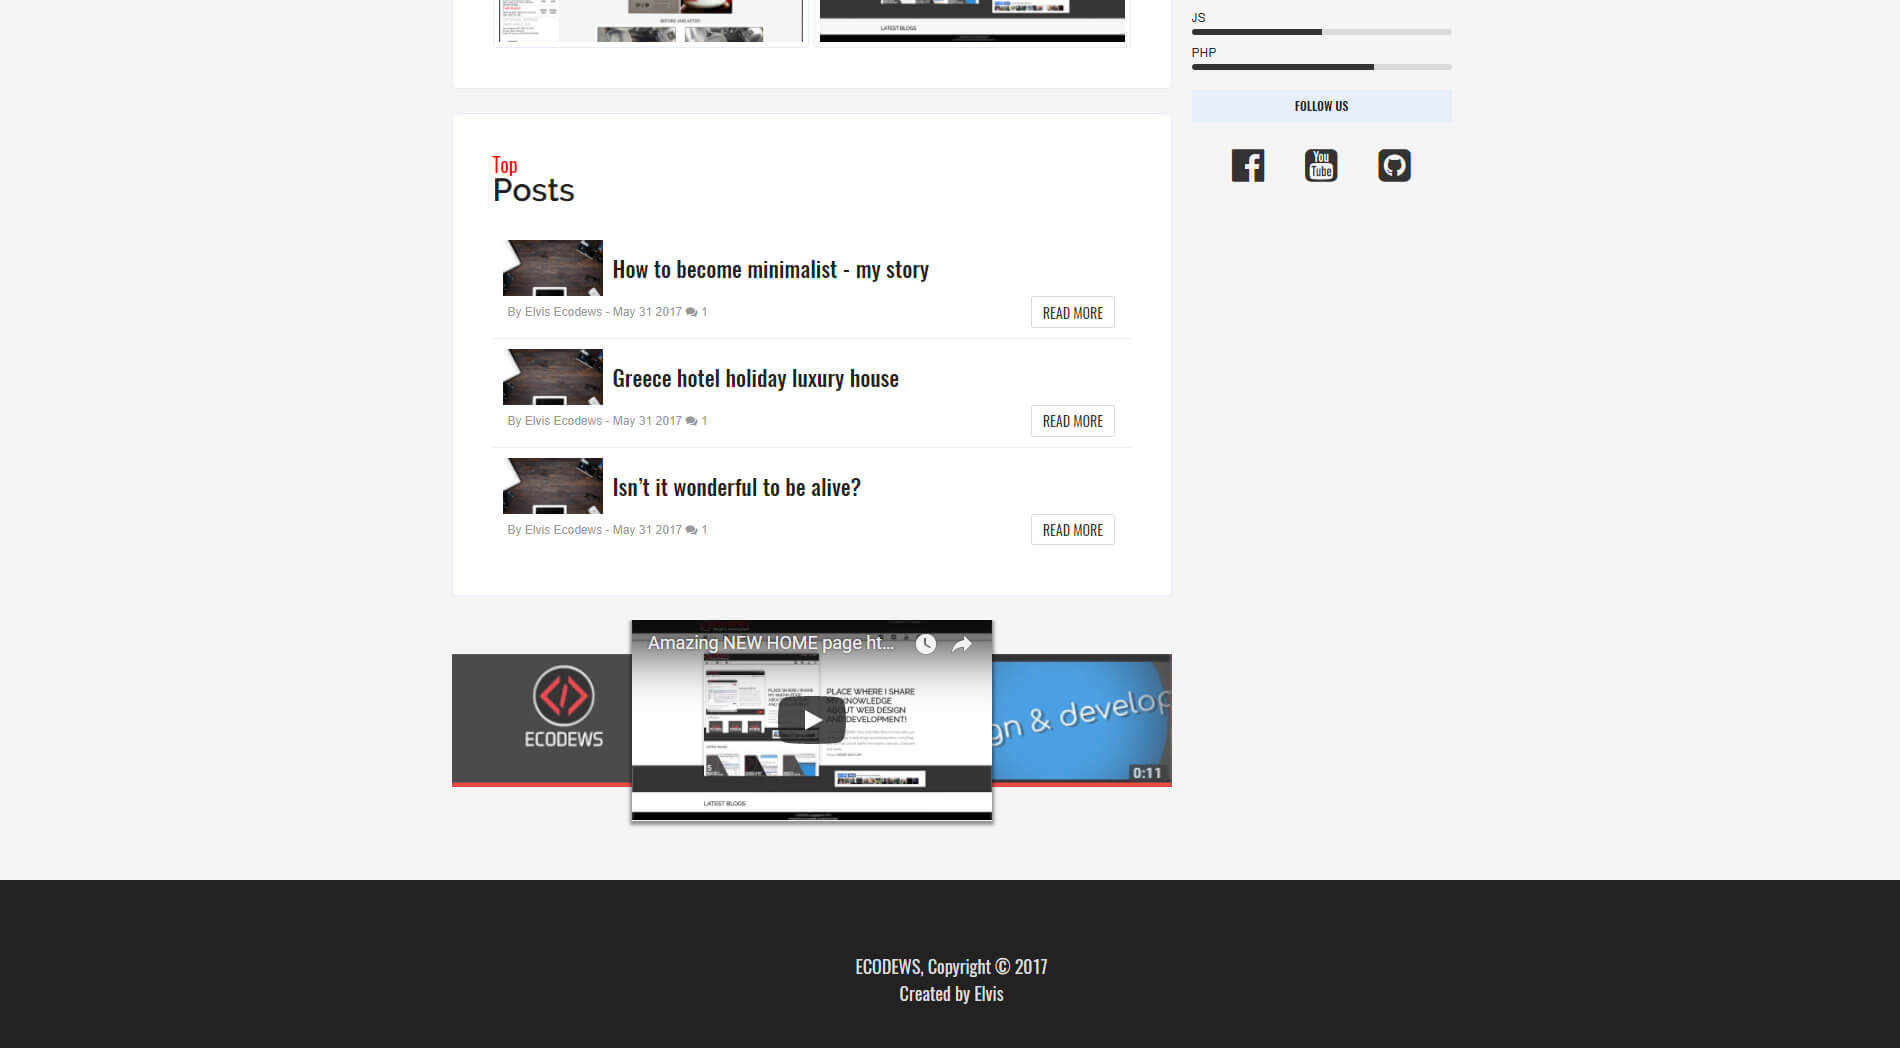 BEFORE AND AFTER
LATEST BLOGS
JS
PHP
FOLLOW US
You
Tube
Top
Posts
How to become minimalist - my story
By Elvis Ecodews - May 31 2017 1
READ MORE
Greece hotel holiday luxury house
By Elvis Ecodews - May 31 2017 1
READ MORE
Isn’t it wonderful to be alive?
By Elvis Ecodews - May 31 2017 1
READ MORE
Amazing NEW HOME page ht...
PLACE WHERE I SHARE
MY KNOWLEDGE
ABOUT WEB DESIGN
AND DEVELOPMENT!
LATEST BLOGS
ECODEWS
gn & develop
0:11
ECODEWS, Copyright © 2017
Created by Elvis